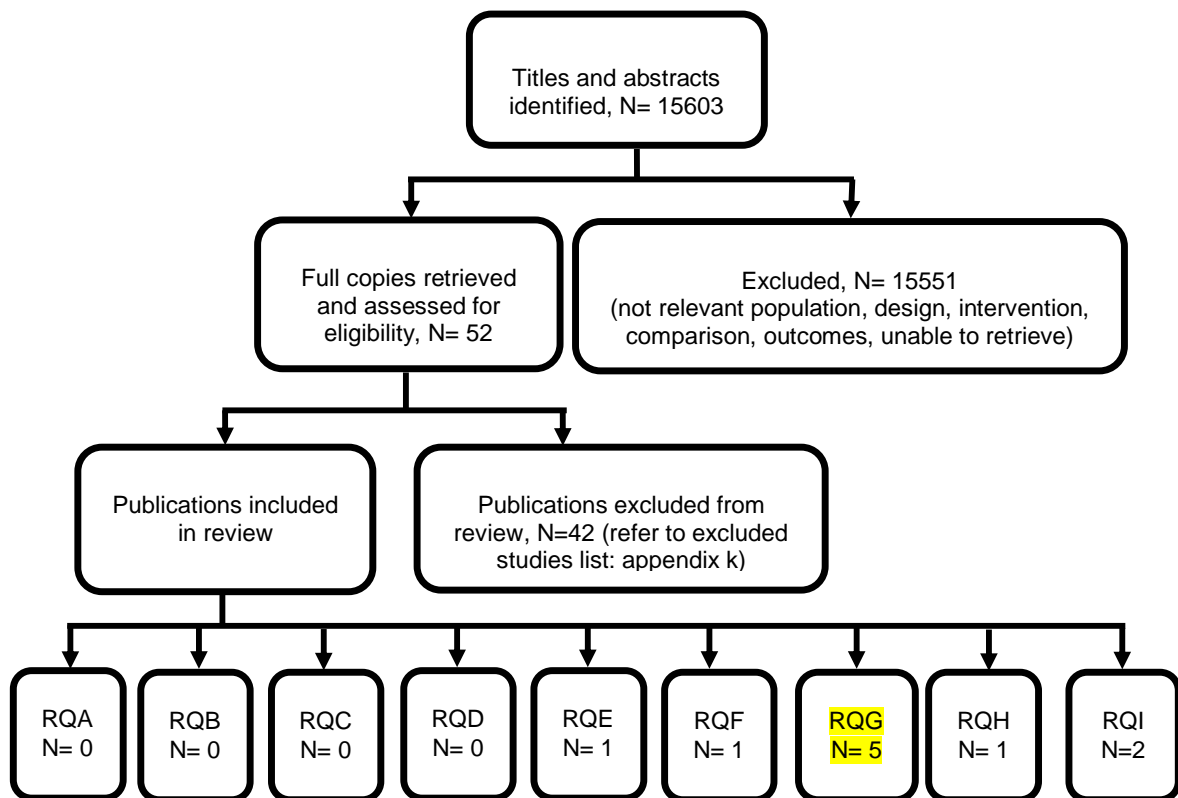 Titles and abstracts
identified, N= 15603
Full copies retrieved
and assessed for
eligibility, N= 52
Excluded, N= 15551
(not relevant population, design, intervention,
comparison, outcomes, unable to retrieve)
Publications included
in review
Publications excluded from
review, N=42 (refer to excluded
studies list: appendix k)
RQA
N= 0
RQB
N= 0
RQC
N= 0
RQD
N= 0
RQE
N= 1
RQF
N= 1
RQG
N= 5
RQH
N= 1
RQI
N=2